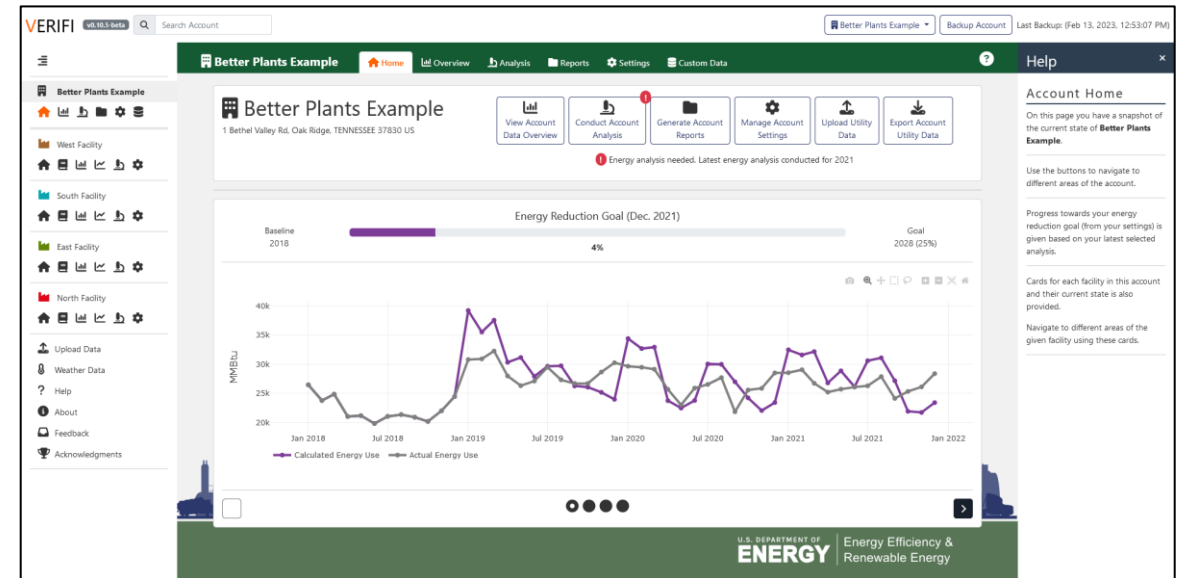 VERIFI v0.10.5-beta Search Account Better Plants Example Backup Account Last Backup: (Feb 13, 2023, 12:53:07 PM)
Better Plants Example
West Facility
South Facility
East Facility
North Facility
Upload Data
Weather Data
? Help
About
Feedback
Acknowledgments
Better Plants Example Home Overview Analysis Reports Settings Custom Data ?
Better Plants Example
1 Bethel Valley Rd, Oak Ridge, TENNESSEE 37830 US
View Account
Data Overview
Conduct Account
Analysis
!
Generate Account
Reports
Manage Account
Settings
Upload Utility
Data
Export Account
Utility Data
! Energy analysis needed. Latest energy analysis conducted for 2021
Energy Reduction Goal (Dec. 2021)
Baseline
2018
4%
Goal
2028 (25%)
40k
35k
30k
25k
20k
MMBtu
Jan 2018 Jul 2018 Jan 2019 Jul 2019 Jan 2020 Jul 2020 Jan 2021 Jul 2021 Jan 2022
Calculated Energy Use Actual Energy Use
U.S. DEPARTMENT OF
ENERGY
Energy Efficiency &
Renewable Energy
Help ×
Account Home
On this page you have a snapshot of
the current state of Better Plants
Example.
Use the buttons to navigate to
different areas of the account.
Progress towards your energy
reduction goal (from your settings) is
given based on your latest selected
analysis.
Cards for each facility in this account
and their current state is also
provided.
Navigate to different areas of the
given facility using these cards.